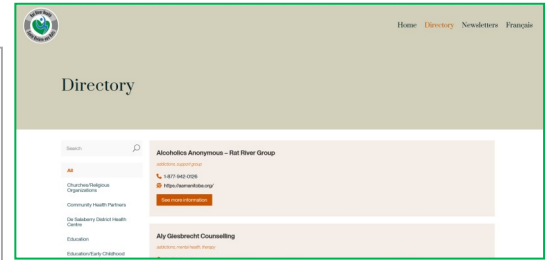 Home Directory Newsletters Français
Directory
Search
All
Churches/Religious
Organizations
Community Health Partners
De Salaberry District Health
Centre
Education
Education/Early Childhood
Alcoholics Anonymous – Rat River Group
addictions, support group
1-877-942-0126
https://aamanitoba.org/
See more information
Aly Giesbrecht Counselling
addictions, mental health, therapy